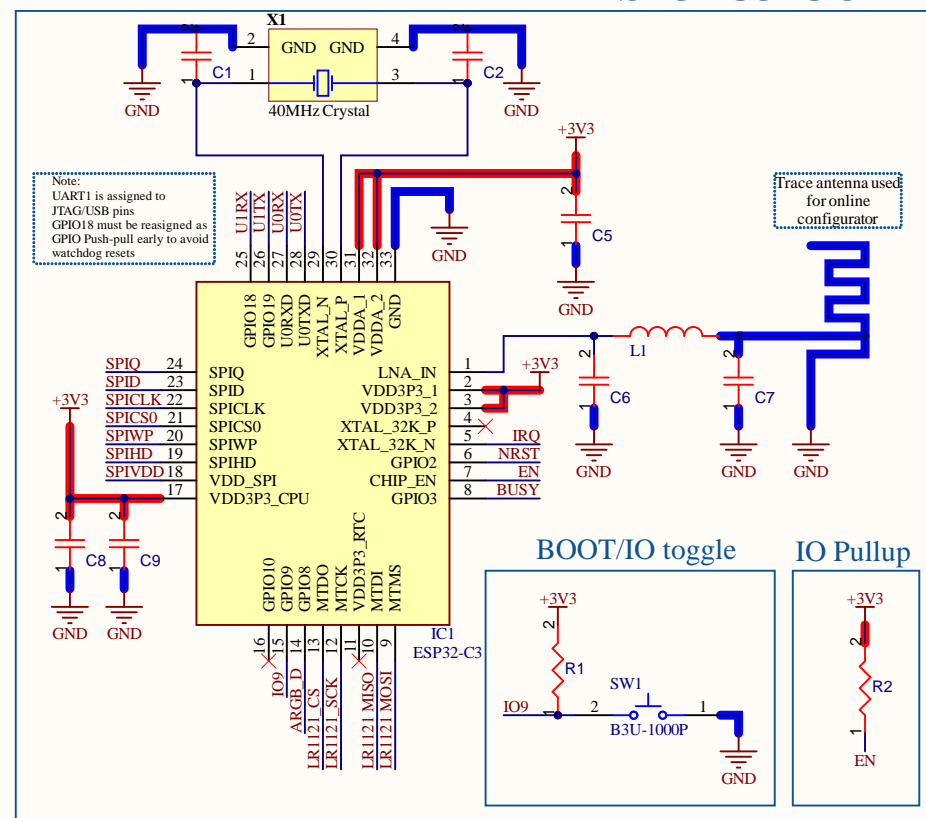 X1
2
2
GND
GND
4
2
1
C1
1
3
1
C2
GND
40MHz Crystal
GND
+3V3
Note:
UART1 is assigned to
JTAG/USB pins
GPIO18 must be reasigned as
GPIO Push-pull early to avoid
watchdog resets
U1RX
U1TX
U0RX
U0TX
Trace antenna used
for online
configurator
2
1
C5
GND
GND
25
26
27
28
29
30
31
32
33
GPIO18
GPIO19
U0RXD
U0TXD
XTAL_N
XTAL_P
VDDA_1
VDDA_2
GND
SPIQ 24 SPIQ
SPID 23 SPID
SPICLK 22 SPICLK
SPICS0 21 SPICS0
SPIWP 20 SPIWP
SPIHD 19 SPIHD
SPIVDD 18 VDD_SPI
17 VDD3P3_CPU
+3V3
LNA_IN 1
VDD3P3_1 2
VDD3P3_2 3
XTAL_32K_P 4
XTAL_32K_N 5 IRQ
GPIO2 6 NRST
CHIP_EN 7 EN
GPIO3 8 BUSY
+3V3
L1
2
1
C6
GND
2
1
C7
GND
GND
2
1
C8
GND
2
1
C9
GND
GPIO10
GPIO9
GPIO8
MTDO
MTCK
VDD3P3_RTC
MTDI
MTMS
16
15
14
13
12
11
10
9
IO9
ARGB_D
LR1121_CS
LR1121_SCK
LR1121 MISO
LR1121 MOSI
IC1
ESP32-C3
BOOT/IO toggle
+3V3
2
R1
1
IO9
SW1
2
1
B3U-1000P
GND
IO Pullup
+3V3
2
R2
1
EN